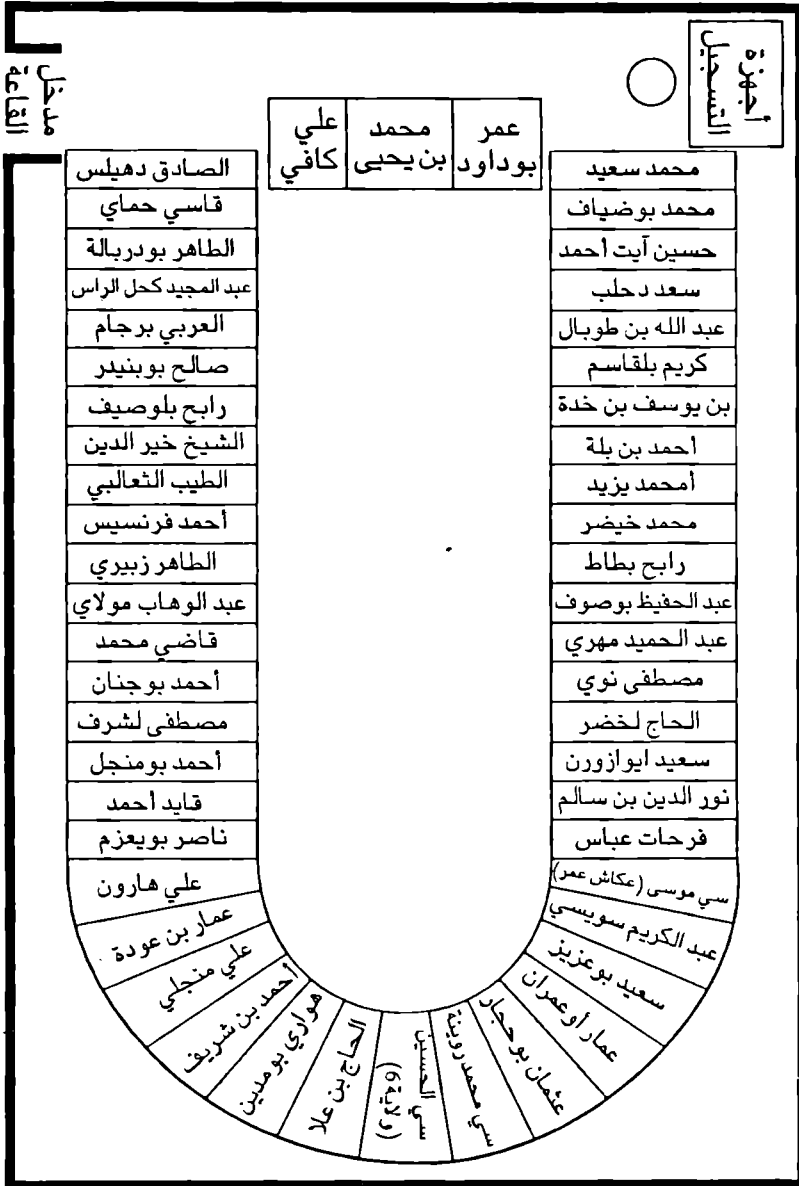 أجهزة
التسجيل
مدخل
القاعة
عمر
بوداود
محمد
بن يحيى
علي
كافي
محمد سعيد
محمد بوضياف
حسين آيت أحمد
سعد دحلب
عبد الله بن طوبال
كريم بلقاسم
بن يوسف بن خدة
أحمد بن بلة
أمحمد يزيد
محمد خيضر
رابح بطاط
عبد الحفيظ بوصوف
عبد الحميد مهري
مصطفى نوي
الحاج لخضر
سعيد ايوازورن
نور الدين بن سالم
فرحات عباس
سي موسى (عكاش عمر)
عبد الكريم سويسي
سعيد بوعزيز
عمار أوعمران
عثمان بوحجار
سي محمد روينة
سي الحسين
(ولاية 6)
الحاج بن علا
هواري بومدين
أحمد بن شريف
علي منجلي
عمار بن عودة
علي هارون
ناصر بويعزم
قايد أحمد
أحمد بومنجل
مصطفى لشرف
أحمد بوجنان
قاضي محمد
عبد الوهاب مولاي
الطاهر زبيري
أحمد فرنسيس
الطيب الثعالبي
الشيخ خير الدين
رابح بلوصيف
صالح بوبنيدر
العربي برجام
عبد المجيد كحل الراس
الطاهر بودربالة
قاسي حماي
الصادق دهيلس